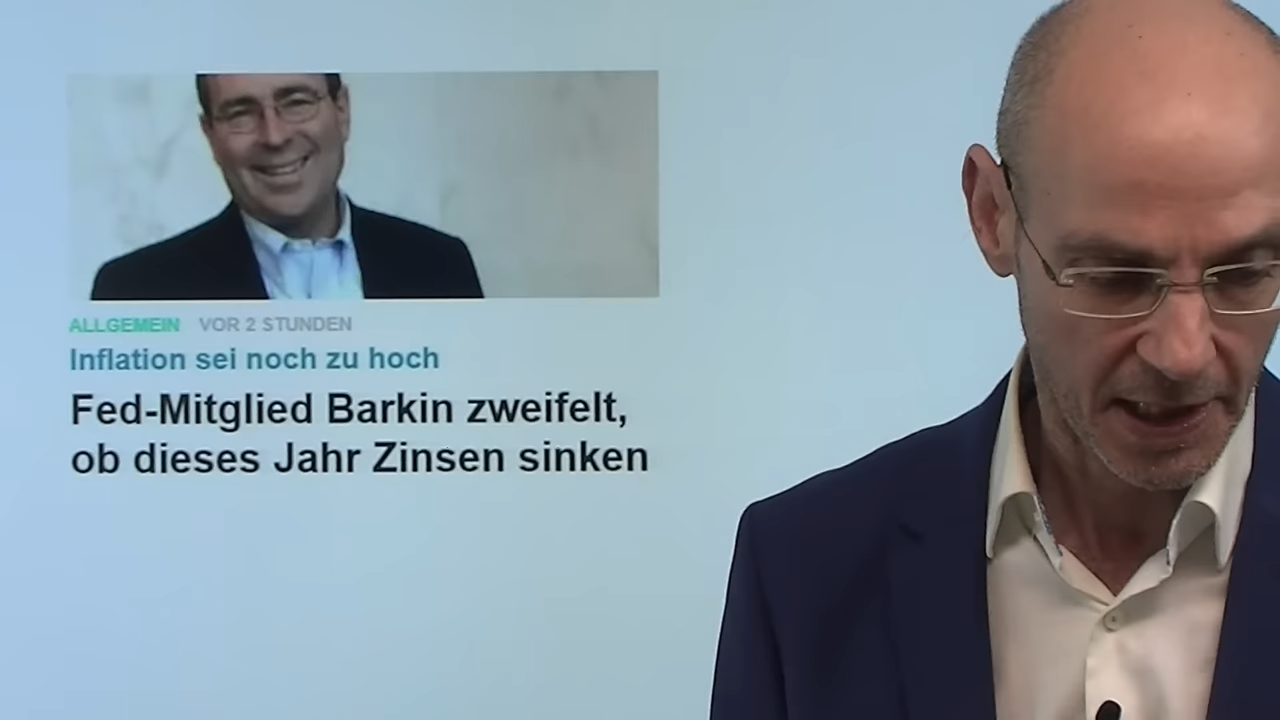 ALLGEMEIN VOR 2 STUNDEN
Inflation sei noch zu hoch
Fed-Mitglied Barkin zweifelt,
ob dieses Jahr Zinsen sinken